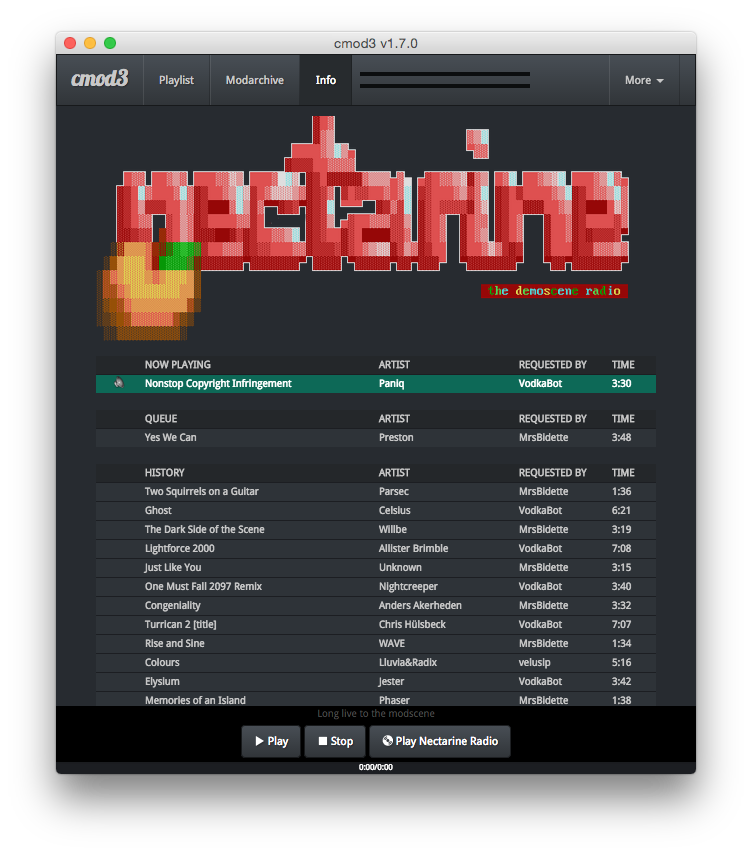 cmod3 v1.7.0
cmod3 Playlist Modarchive Info More
nectarine
the demoscene radio
NOW PLAYING ARTIST REQUESTED BY TIME
Nonstop Copyright Infringement Paniq VodkaBot 3:30
QUEUE ARTIST REQUESTED BY TIME
Yes We Can Preston MrsBidette 3:48
HISTORY ARTIST REQUESTED BY TIME
Two Squirrels on a Guitar Parsec MrsBidette 1:36
Ghost Celsius VodkaBot 6:21
The Dark Side of the Scene Willbe MrsBidette 3:19
Lightforce 2000 Allister Brimble VodkaBot 7:08
Just Like You Unknown MrsBidette 3:15
One Must Fall 2097 Remix Nightcreeper VodkaBot 3:40
Congeniality Anders Akerheden MrsBidette 3:32
Turrican 2 [title] Chris Hülsbeck VodkaBot 7:07
Rise and Sine WAVE MrsBidette 1:34
Colours Lluvia&Radix velusip 5:16
Elysium Jester VodkaBot 3:42
Memories of an Island Phaser MrsBidette 1:38
Long live to the modscene
Play Stop Play Nectarine Radio
0:00/0:00